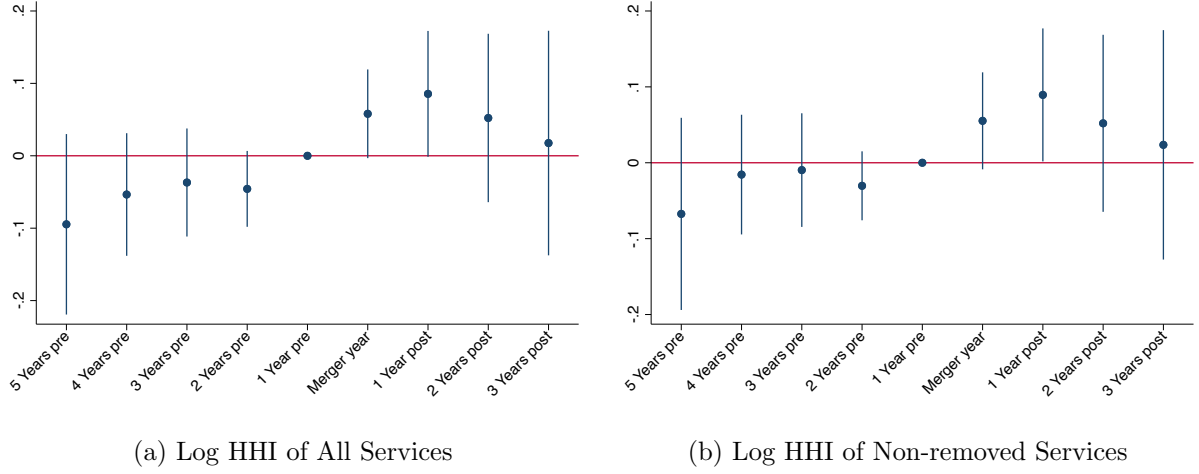 .2
.1
0
-.1
-.2
5 Years pre
4 Years pre
3 Years pre
2 Years pre
1 Year pre
Merger year
1 Year post
2 Years post
3 Years post
(a) Log HHI of All Services
.2
.1
0
-.1
-.2
5 Years pre
4 Years pre
3 Years pre
2 Years pre
1 Year pre
Merger year
1 Year post
2 Years post
3 Years post
(b) Log HHI of Non-removed Services